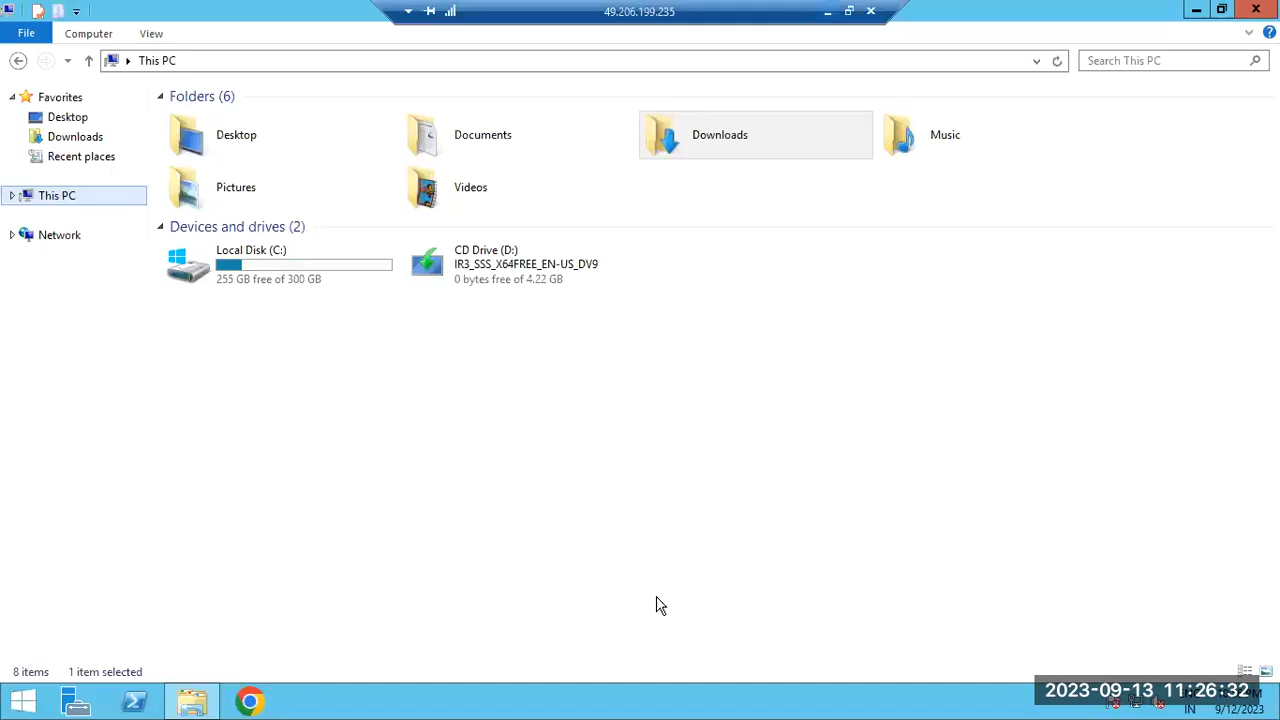 49.206.199.235
File Computer View
This PC
Search This PC
Favorites
Desktop
Downloads
Recent places
This PC
Network
Folders (6)
Desktop
Documents
Downloads
Music
Pictures
Videos
Devices and drives (2)
Local Disk (C:)
255 GB free of 300 GB
CD Drive (D:)
IR3_SSS_X64FREE_EN-US_DV9
0 bytes free of 4.22 GB
8 items 1 item selected
2023-09-13 11:26:32
IN 9/12/2023